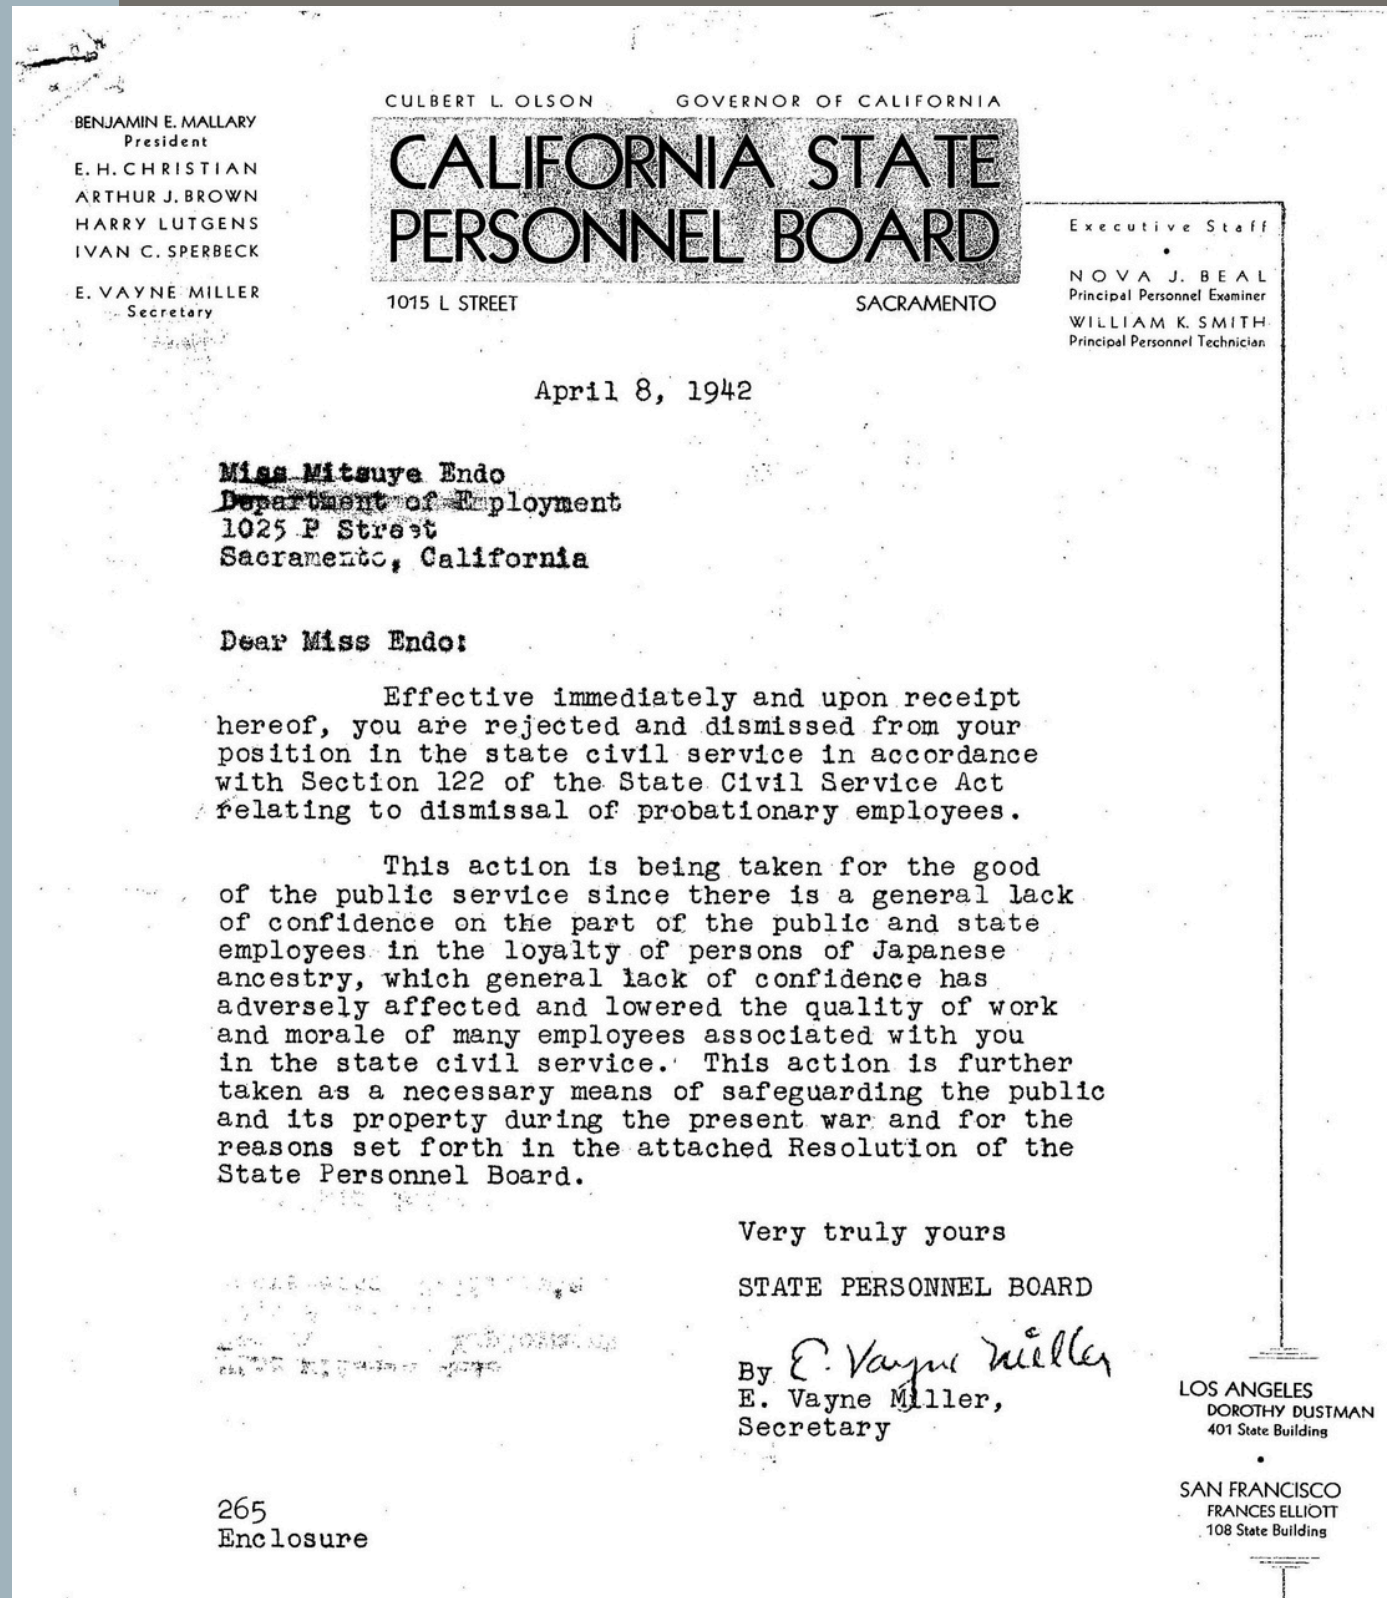 CULBERT L. OLSON GOVERNOR OF CALIFORNIA
CALIFORNIA STATE
PERSONNEL BOARD
1015 L STREET SACRAMENTO
BENJAMIN E. MALLARY
President
E. H. CHRISTIAN
ARTHUR J. BROWN
HARRY LUTGENS
IVAN C. SPERBECK
E. VAYNE MILLER
Secretary
Executive Staff
•
NOVA J. BEAL
Principal Personnel Examiner
WILLIAM K. SMITH
Principal Personnel Technician
April 8, 1942
Miss Mitsuye Endo
Department of Employment
1025 P Street
Sacramento, California
Dear Miss Endo:
Effective immediately and upon receipt
hereof, you are rejected and dismissed from your
position in the state civil service in accordance
with Section 122 of the State Civil Service Act
relating to dismissal of probationary employees.
This action is being taken for the good
of the public service since there is a general lack
of confidence on the part of the public and state
employees in the loyalty of persons of Japanese
ancestry, which general lack of confidence has
adversely affected and lowered the quality of work
and morale of many employees associated with you
in the state civil service. This action is further
taken as a necessary means of safeguarding the public
and its property during the present war and for the
reasons set forth in the attached Resolution of the
State Personnel Board.
Very truly yours
STATE PERSONNEL BOARD
By E. Vayne Miller
E. Vayne Miller,
Secretary
265
Enclosure
LOS ANGELES
DOROTHY DUSTMAN
401 State Building
•
SAN FRANCISCO
FRANCES ELLIOTT
108 State Building